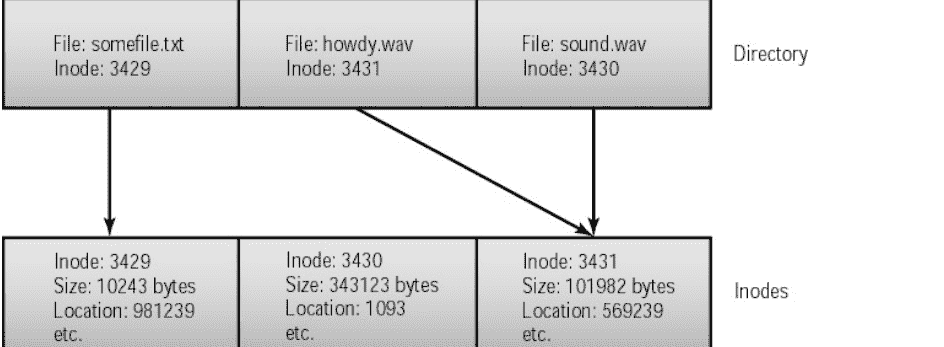 File: somefile.txt
Inode: 3429
File: howdy.wav
Inode: 3431
File: sound.wav
Inode: 3430
Directory
Inode: 3429
Size: 10243 bytes
Location: 981239
etc.
Inode: 3430
Size: 343123 bytes
Location: 1093
etc.
Inode: 3431
Size: 101982 bytes
Location: 569239
etc.
Inodes